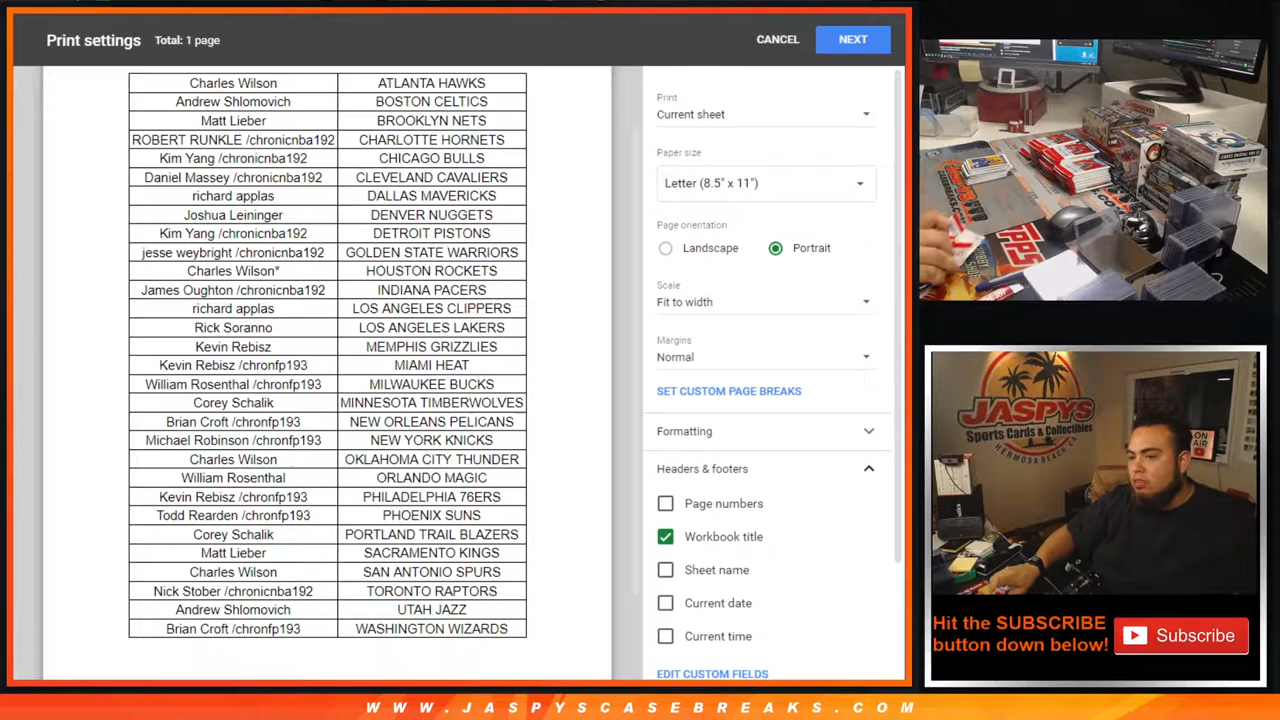 Print settings Total: 1 page CANCEL NEXT
Charles Wilson ATLANTA HAWKS
Andrew Shlomovich BOSTON CELTICS
Matt Lieber BROOKLYN NETS
ROBERT RUNKLE /chronicnba192 CHARLOTTE HORNETS
Kim Yang /chronicnba192 CHICAGO BULLS
Daniel Massey /chronicnba192 CLEVELAND CAVALIERS
richard applas DALLAS MAVERICKS
Joshua Leininger DENVER NUGGETS
Kim Yang /chronicnba192 DETROIT PISTONS
jesse weybright /chronicnba192 GOLDEN STATE WARRIORS
Charles Wilson* HOUSTON ROCKETS
James Oughton /chronicnba192 INDIANA PACERS
richard applas LOS ANGELES CLIPPERS
Rick Soranno LOS ANGELES LAKERS
Kevin Rebisz MEMPHIS GRIZZLIES
Kevin Rebisz /chronfp193 MIAMI HEAT
William Rosenthal /chronfp193 MILWAUKEE BUCKS
Corey Schalik MINNESOTA TIMBERWOLVES
Brian Croft /chronfp193 NEW ORLEANS PELICANS
Michael Robinson /chronfp193 NEW YORK KNICKS
Charles Wilson OKLAHOMA CITY THUNDER
William Rosenthal ORLANDO MAGIC
Kevin Rebisz /chronfp193 PHILADELPHIA 76ERS
Todd Rearden /chronfp193 PHOENIX SUNS
Corey Schalik PORTLAND TRAIL BLAZERS
Matt Lieber SACRAMENTO KINGS
Charles Wilson SAN ANTONIO SPURS
Nick Stober /chronicnba192 TORONTO RAPTORS
Andrew Shlomovich UTAH JAZZ
Brian Croft /chronfp193 WASHINGTON WIZARDS
Print
Current sheet
Paper size
Letter (8.5" x 11")
Page orientation
Landscape Portrait
Scale
Fit to width
Margins
Normal
SET CUSTOM PAGE BREAKS
Formatting
Headers & footers
Page numbers
Workbook title
Sheet name
Current date
Current time
EDIT CUSTOM FIELDS
JASPYS
Sports Cards & Collectibles
HERMOSA BEACH CA
ON AIR
Hit the SUBSCRIBE
button down below!
Subscribe
WWW.JASPYSCASEBREAKS.COM